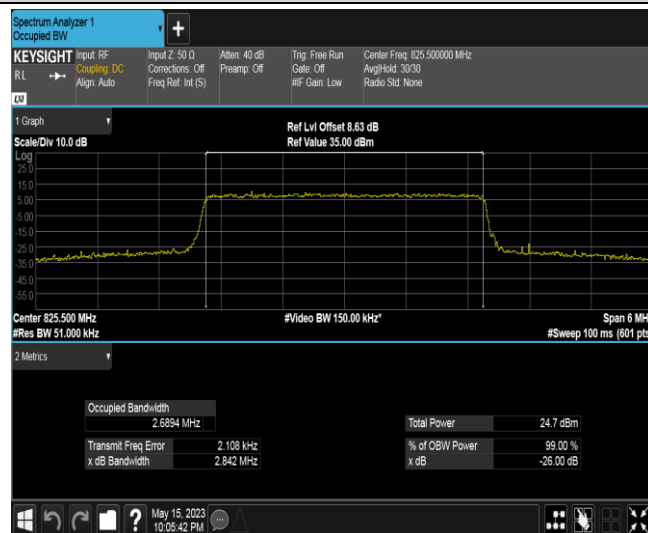 Spectrum Analyzer 1
Occupied BW
+
KEYSIGHT Input: RF Input Z: 50 Ω Atten: 40 dB Trig: Free Run Center Freq: 825.500000 MHz
RL Coupling: DC Corrections: Off Preamp: Off Gate: Off Avg|Hold: 30/30
Align: Auto Freq Ref: Int (S) #IF Gain: Low Radio Std: None
LXI
1 Graph
Ref Lvl Offset 8.63 dB
Scale/Div 10.0 dB Ref Value 35.00 dBm
Log
25.0
15.0
5.00
-5.00
-15.0
-25.0
-35.0
-45.0
-55.0
Center 825.500 MHz #Video BW 150.00 kHz* Span 6 MH
#Res BW 51.000 kHz #Sweep 100 ms (601 pts
2 Metrics
Occupied Bandwidth
2.6894 MHz Total Power 24.7 dBm
Transmit Freq Error 2.108 kHz % of OBW Power 99.00 %
x dB Bandwidth 2.842 MHz x dB -26.00 dB
? May 15, 2023
10:05:42 PM